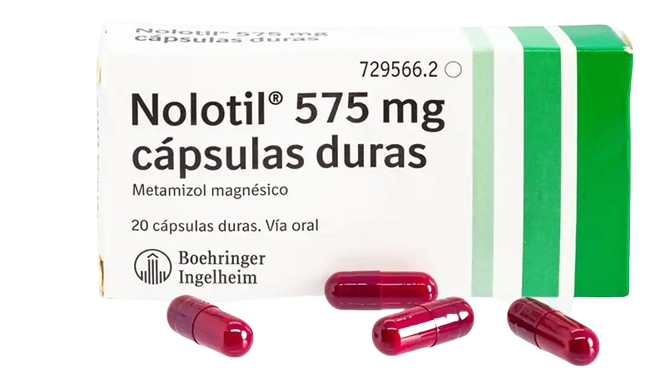 Nolotil® 575 mg
cápsulas duras
729566.2
Nolotil® 575 mg
cápsulas duras
Metamizol magnésico
20 cápsulas duras. Vía oral
Boehringer
Ingelheim